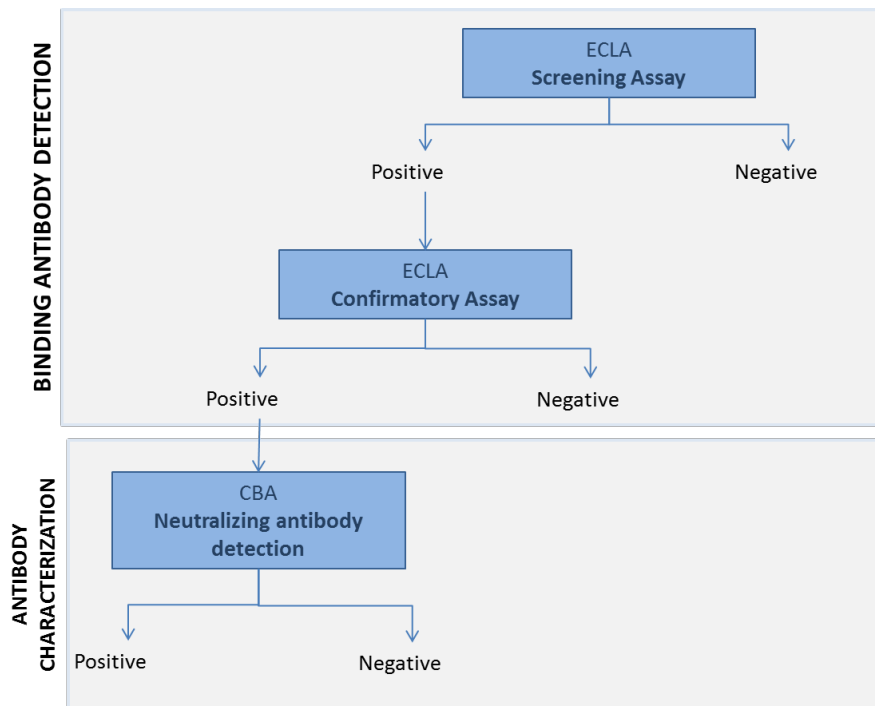 BINDING ANTIBODY DETECTION
ECLA
Screening Assay
Positive
Negative
ECLA
Confirmatory Assay
Positive
Negative
ANTIBODY
CHARACTERIZATION
CBA
Neutralizing antibody
detection
Positive
Negative